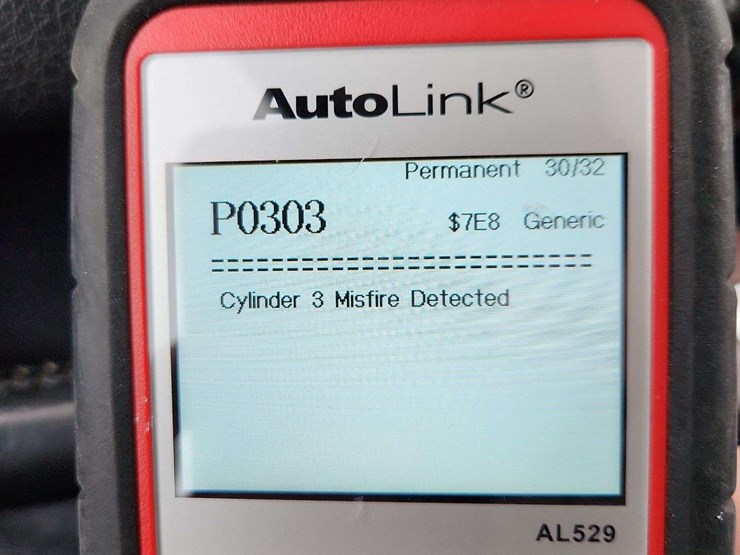 AutoLink®
Permanent 30/32
P0303 $7E8 Generic
==============================
Cylinder 3 Misfire Detected
AL529